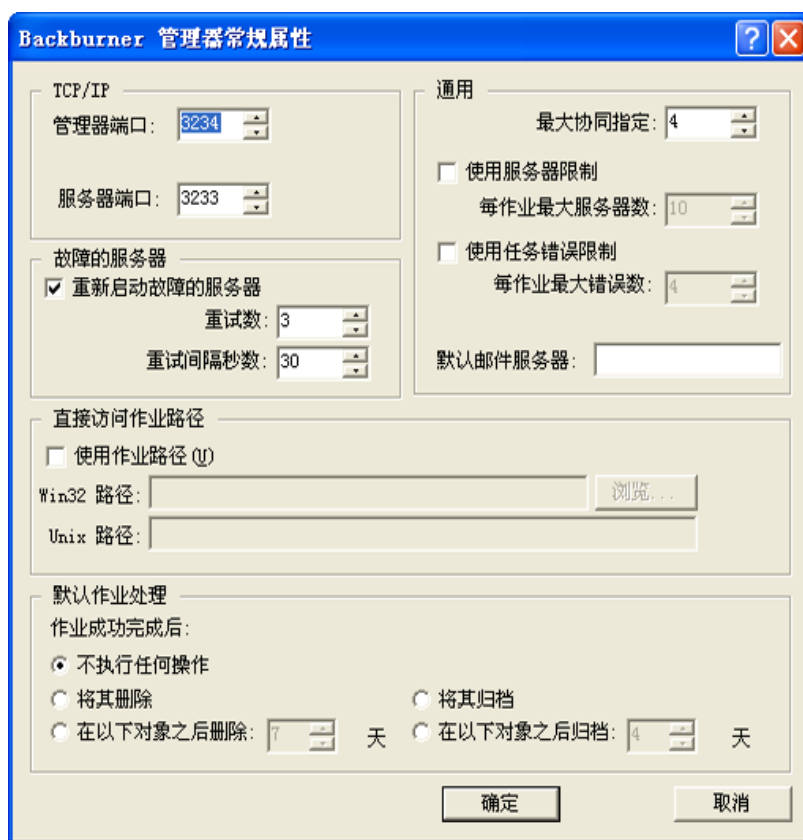 Backburner 管理器常规属性
TCP/IP
管理器端口: 3234
服务器端口: 3233
通用
最大协同指定: 4
使用服务器限制
每作业最大服务器数: 10
使用任务错误限制
每作业最大错误数: 4
默认邮件服务器:
故障的服务器
重新启动故障的服务器
重试数: 3
重试间隔秒数: 30
直接访问作业路径
使用作业路径(U)
Win32 路径: 浏览...
Unix 路径:
默认作业处理
作业成功完成后:
不执行任何操作
将其删除 将其归档
在以下对象之后删除: 7 天 在以下对象之后归档: 4 天
确定 取消